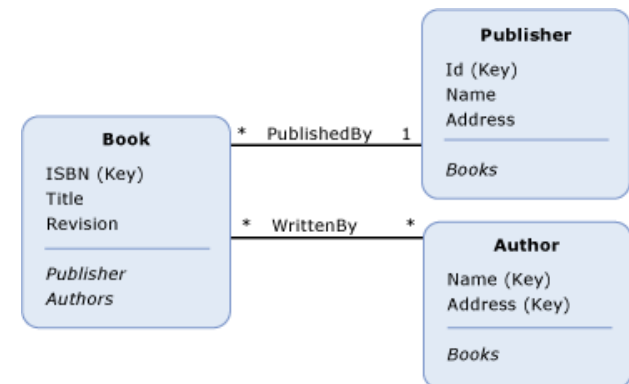 Publisher
Id (Key)
Name
Address
Books
Book
ISBN (Key)
Title
Revision
Publisher
Authors
* PublishedBy 1
* WrittenBy *
Author
Name (Key)
Address (Key)
Books